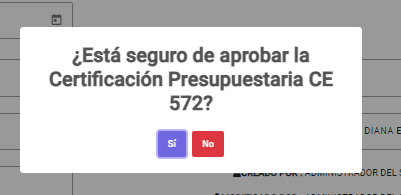 ¿Está seguro de aprobar la
Certificación Presupuestaria CE
572?
Sí
No
DIANA
CREADO POR : ADMINISTRADOR DEL